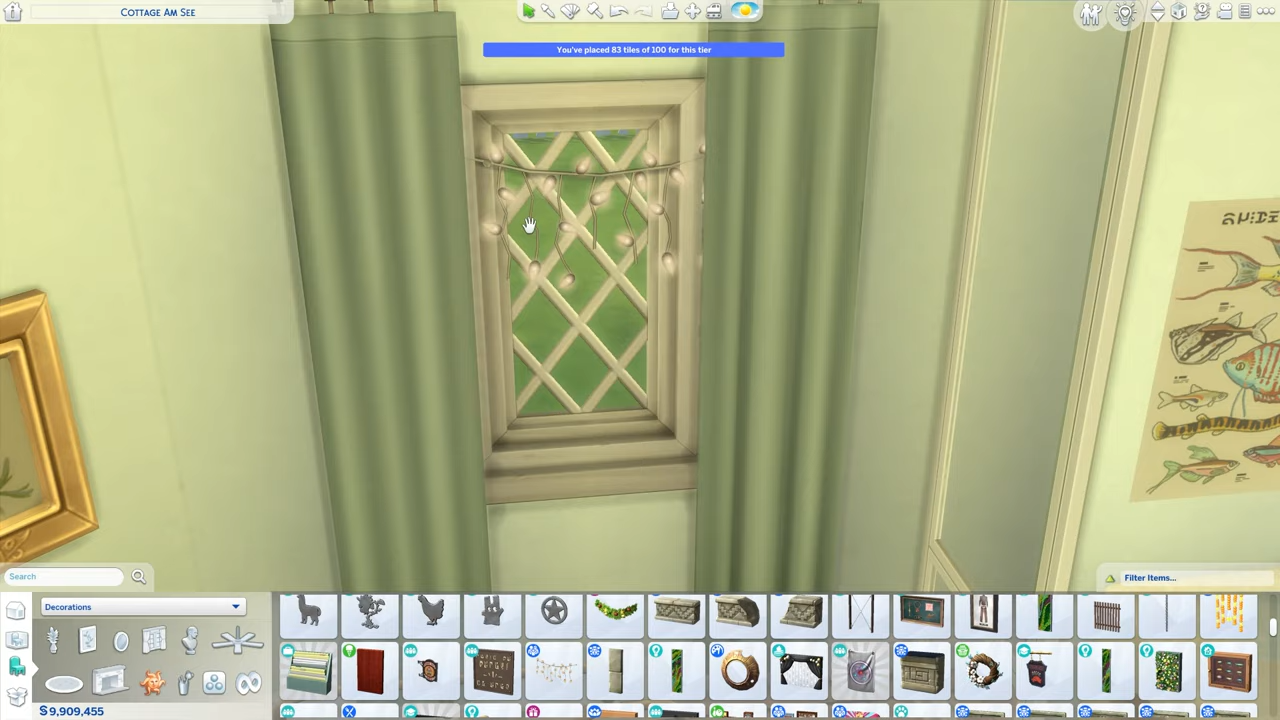 Cottage Am See
You've placed 83 tiles of 100 for this tier
Search
Filter Items...
Decorations
$9,909,455